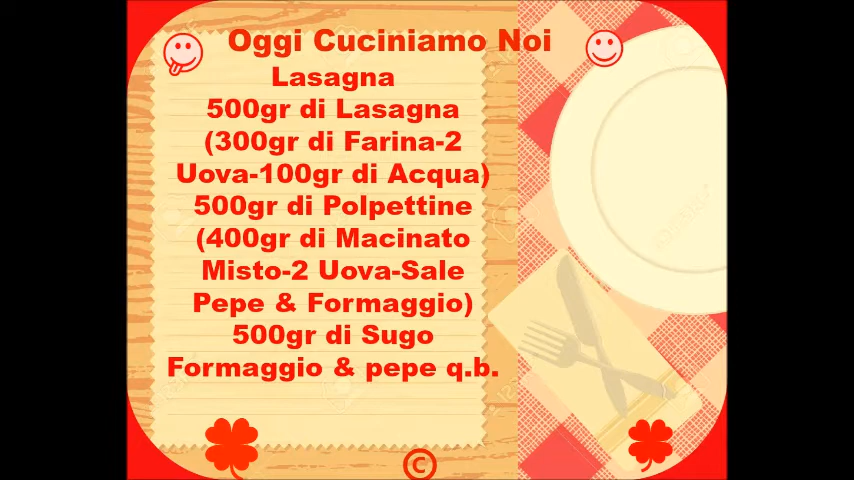 Oggi Cuciniamo Noi
Lasagna
500gr di Lasagna
(300gr di Farina-2
Uova-100gr di Acqua)
500gr di Polpettine
(400gr di Macinato
Misto-2 Uova-Sale
Pepe & Formaggio)
500gr di Sugo
Formaggio & pepe q.b.
©